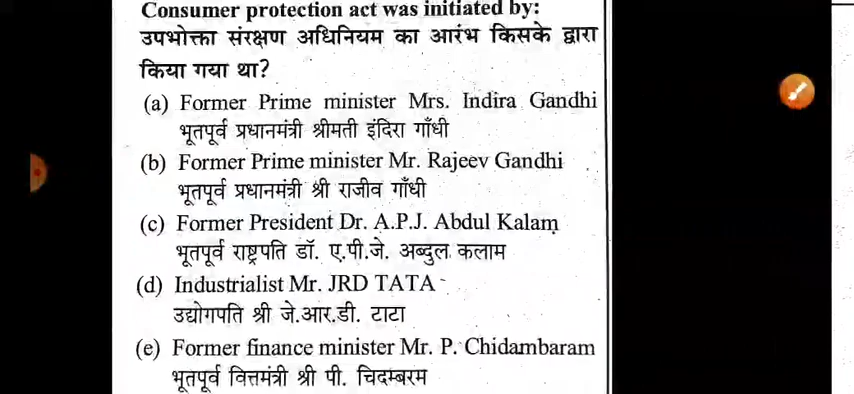 Consumer protection act was initiated by:
उपभोक्ता संरक्षण अधिनियम का आरंभ किसके द्वारा
किया गया था?
(a) Former Prime minister Mrs. Indira Gandhi
भूतपूर्व प्रधानमंत्री श्रीमती इंदिरा गाँधी
(b) Former Prime minister Mr. Rajeev Gandhi
भूतपूर्व प्रधानमंत्री श्री राजीव गाँधी
(c) Former President Dr. A.P.J. Abdul Kalam
भूतपूर्व राष्ट्रपति डॉ. ए.पी.जे. अब्दुल कलाम
(d) Industrialist Mr. JRD TATA
उद्योगपति श्री जे.आर.डी. टाटा
(e) Former finance minister Mr. P. Chidambaram
भूतपूर्व वित्तमंत्री श्री पी. चिदम्बरम